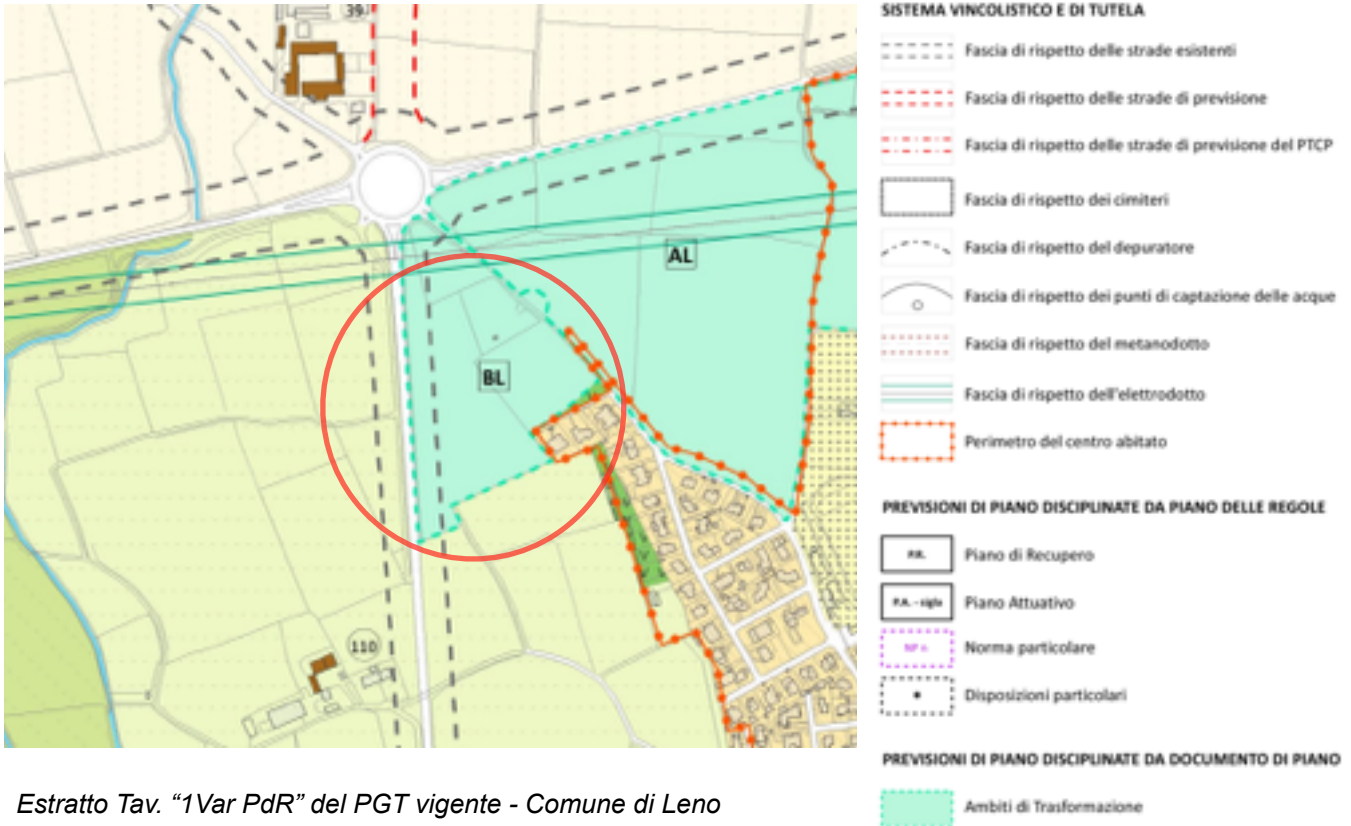 39
AL
BL
110
Estratto Tav. “1Var PdR” del PGT vigente - Comune di Leno
SISTEMA VINCOLISTICO E DI TUTELA
Fascia di rispetto delle strade esistenti
Fascia di rispetto delle strade di previsione
Fascia di rispetto delle strade di previsione del PTCP
Fascia di rispetto dei cimiteri
Fascia di rispetto del depuratore
Fascia di rispetto dei punti di captazione delle acque
Fascia di rispetto del metanodotto
Fascia di rispetto dell'elettrodotto
Perimetro del centro abitato
PREVISIONI DI PIANO DISCIPLINATE DA PIANO DELLE REGOLE
P.R. Piano di Recupero
P.A. - sigla Piano Attuativo
NP n Norma particolare
Disposizioni particolari
PREVISIONI DI PIANO DISCIPLINATE DA DOCUMENTO DI PIANO
Ambiti di Trasformazione